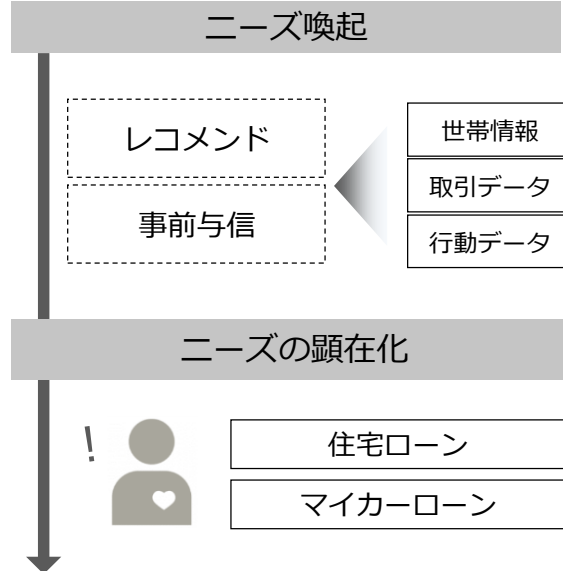 ニーズ喚起
レコメンド
事前与信
世帯情報
取引データ
行動データ
ニーズの顕在化
!
住宅ローン
マイカーローン